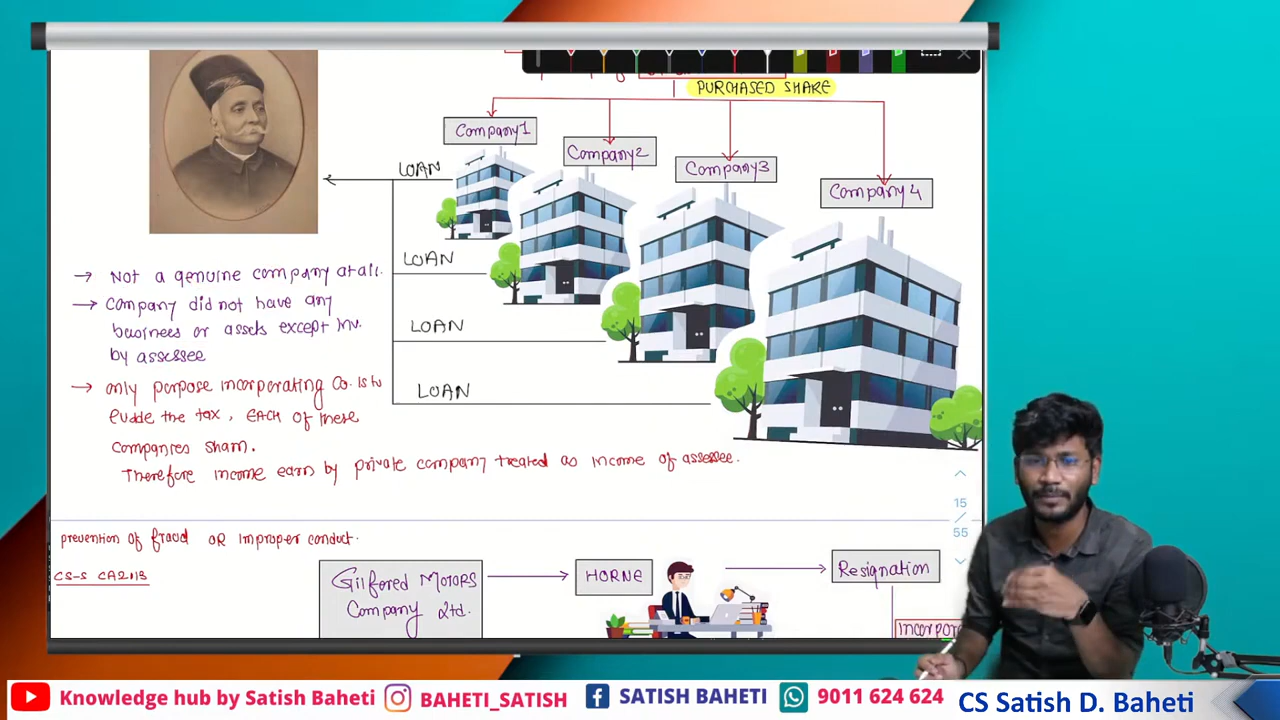 PURCHASED SHARE
Company1
Company2
Company3
Company4
LOAN
LOAN
LOAN
LOAN
→ Not a genuine company at all.
→ Company did not have any
business or assets except Inv.
by assessee
→ only purpose incorporating Co. is to
Evade the tax, EACH of these
Companies sham.
Therefore income earn by private company treated as income of assessee.
15
/
55
prevention of fraud OR Improper conduct.
CS-S CA2013
Gilfored MOTORS
Company Ltd.
HORNE
Resignation
Incorpor
Knowledge hub by Satish Baheti
BAHETI_SATISH
SATISH BAHETI
9011 624 624
CS Satish D. Baheti